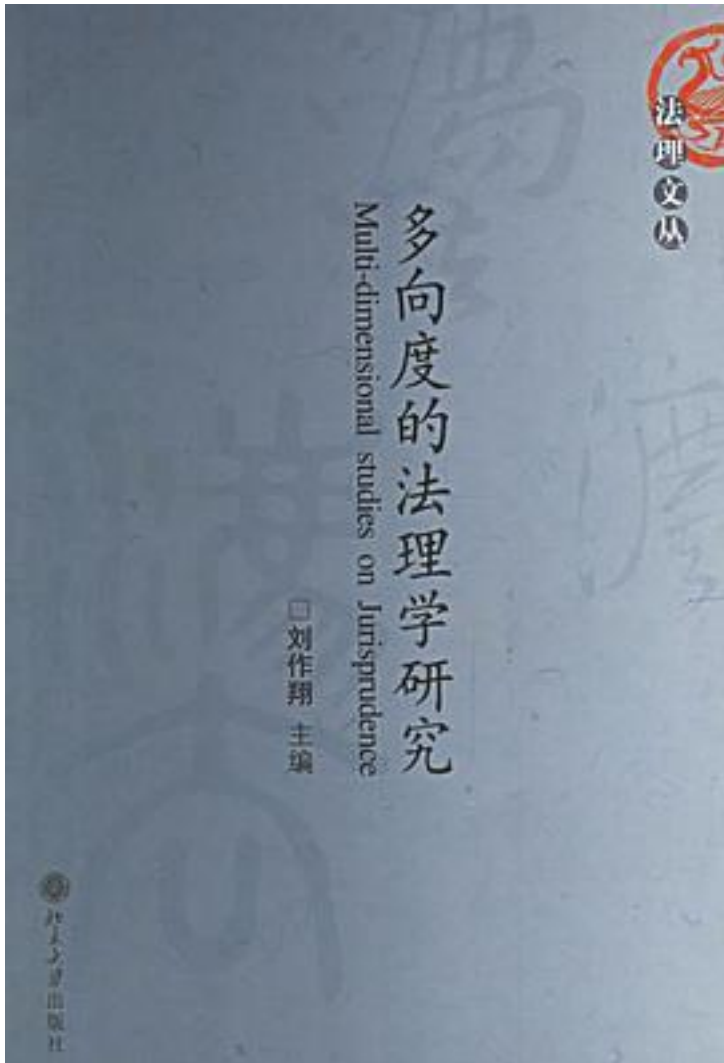 法理文丛
多向度的法理学研究
Multi-dimensional studies on Jurisprudence
□刘作翔 主编
北京大学出版社